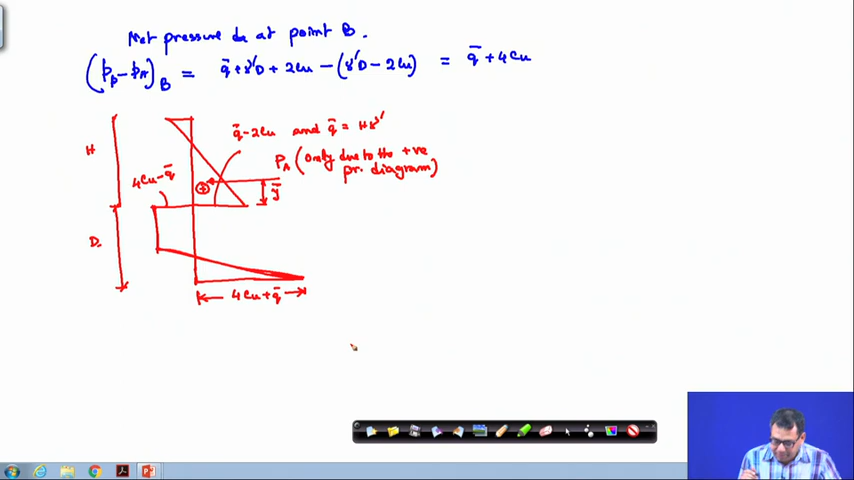 Net pressure du at point B.
(Pp - PA)B = q̄ + γ'D + 2Cu - (γ'D - 2Cu) = q̄ + 4Cu
q̄ - 2Cu and q̄ = Hγ'
H
PA (Only due to the +ve
pr. diagram)
4Cu - q̄
+
ȳ
D
4Cu + q̄